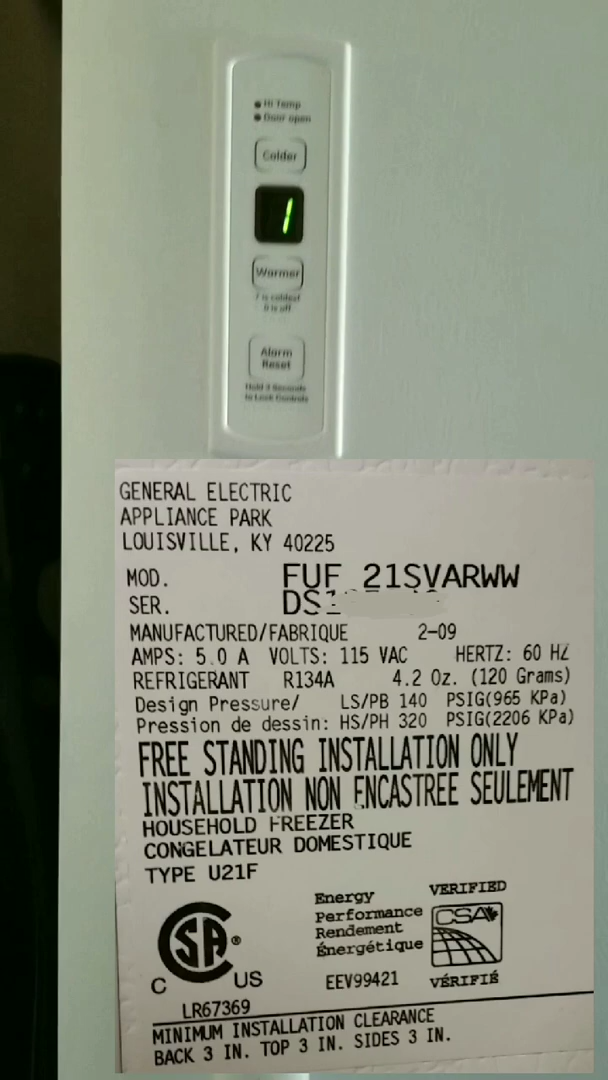 Hi Temp
Door open
Colder
1
Warmer
7 is coldest
0 is off
Alarm
Reset
Hold 3 Seconds
to Lock Controls
GENERAL ELECTRIC
APPLIANCE PARK
LOUISVILLE, KY 40225
MOD. FUF 21SVARWW
SER.
MANUFACTURED/FABRIQUE 2-09
AMPS: 5.0 A VOLTS: 115 VAC HERTZ: 60 HZ
REFRIGERANT R134A 4.2 Oz. (120 Grams)
Design Pressure/ LS/PB 140 PSIG(965 KPa)
Pression de dessin: HS/PH 320 PSIG(2206 KPa)
FREE STANDING INSTALLATION ONLY
INSTALLATION NON ENCASTREE SEULEMENT
HOUSEHOLD FREEZER
CONGELATEUR DOMESTIQUE
TYPE U21F
Energy
Performance
Rendement
Énergétique
EEV99421
VERIFIED
CSA
VÉRIFIÉ
SA®
C US
LR67369
MINIMUM INSTALLATION CLEARANCE
BACK 3 IN. TOP 3 IN. SIDES 3 IN.